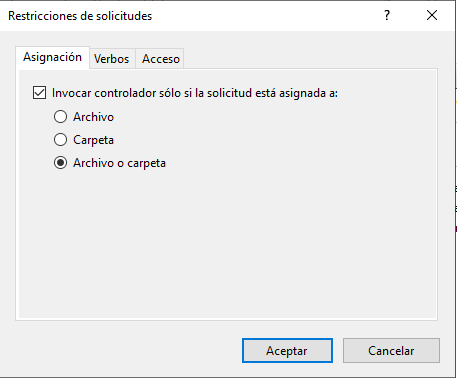 Restricciones de solicitudes
?
Asignación Verbos Acceso
Invocar controlador sólo si la solicitud está asignada a:
Archivo
Carpeta
Archivo o carpeta
Aceptar Cancelar